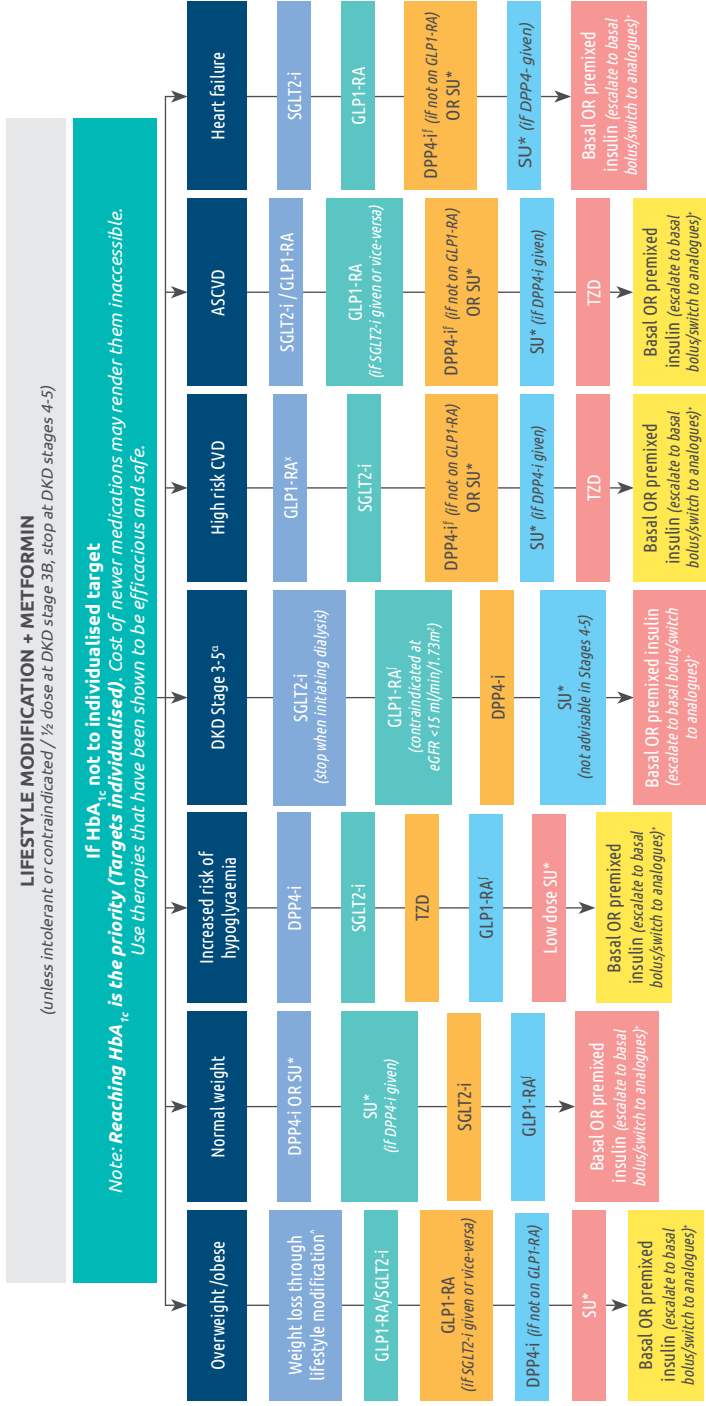 LIFESTYLE MODIFICATION + METFORMIN
(unless intolerant or contraindicated / ½ dose at DKD stage 3B, stop at DKD stages 4-5)
If HbA1c not to individualised target
Note: Reaching HbA1c is the priority (Targets individualised). Cost of newer medications may render them inaccessible.
Use therapies that have been shown to be efficacious and safe.
Overweight/obese
Weight loss through
lifestyle modification^
GLP1-RA/SGLT2-i
GLP1-RA
(if SGLT2-i given or vice-versa)
DPP4-i (if not on GLP1-RA)
SU*
Basal OR premixed
insulin (escalate to basal
bolus/switch to analogues)+
Normal weight
DPP4-i OR SU*
SU*
(if DPP4-i given)
SGLT2-i
GLP1-RA∫
Basal OR premixed
insulin (escalate to basal
bolus/switch to analogues)+
Increased risk of
hypoglycaemia
DPP4-i
SGLT2-i
TZD
GLP1-RA∫
Low dose SU*
Basal OR premixed
insulin (escalate to basal
bolus/switch to analogues)+
DKD Stage 3-5α
SGLT2-i
(stop when initiating dialysis)
GLP1-RA∫
(contraindicated at
eGFR <15 ml/min/1.73m²)
DPP4-i
SU*
(not advisable in Stages 4-5)
Basal OR premixed insulin
(escalate to basal bolus/switch
to analogues)+
High risk CVD
GLP1-RAx
SGLT2-i
DPP4-if (if not on GLP1-RA)
OR SU*
SU* (if DPP4-i given)
TZD
Basal OR premixed
insulin (escalate to basal
bolus/switch to analogues)+
ASCVD
SGLT2-i / GLP1-RA
GLP1-RA
(if SGLT2-i given or vice-versa)
DPP4-if (if not on GLP1-RA)
OR SU*
SU* (if DPP4-i given)
TZD
Basal OR premixed
insulin (escalate to basal
bolus/switch to analogues)+
Heart failure
SGLT2-i
GLP1-RA
DPP4-if (if not on GLP1-RA)
OR SU*
SU* (if DPP4- given)
Basal OR premixed
insulin (escalate to basal
bolus/switch to analogues)+